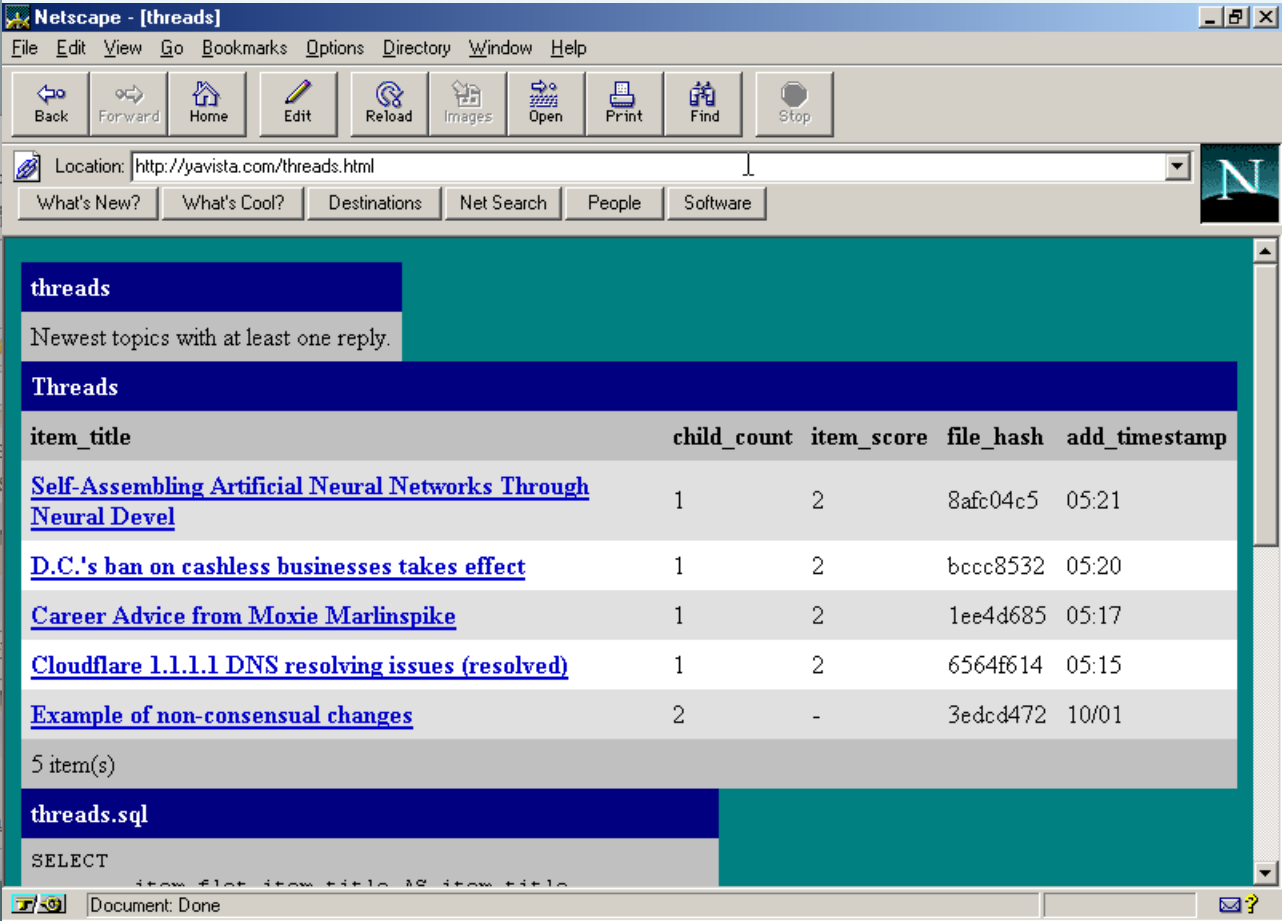 Netscape - [threads]
File Edit View Go Bookmarks Options Directory Window Help
Back Forward Home Edit Reload Images Open Print Find Stop
Location: http://yavista.com/threads.html
N
What's New? What's Cool? Destinations Net Search People Software
threads
Newest topics with at least one reply.
Threads
item_title child_count item_score file_hash add_timestamp
Self-Assembling Artificial Neural Networks Through
Neural Devel 1 2 8afc04c5 05:21
D.C.'s ban on cashless businesses takes effect 1 2 bccc8532 05:20
Career Advice from Moxie Marlinspike 1 2 1ee4d685 05:17
Cloudflare 1.1.1.1 DNS resolving issues (resolved) 1 2 6564f614 05:15
Example of non-consensual changes 2 - 3edcd472 10/01
5 item(s)
threads.sql
SELECT
item_flat.item_title AS item_title
Document: Done